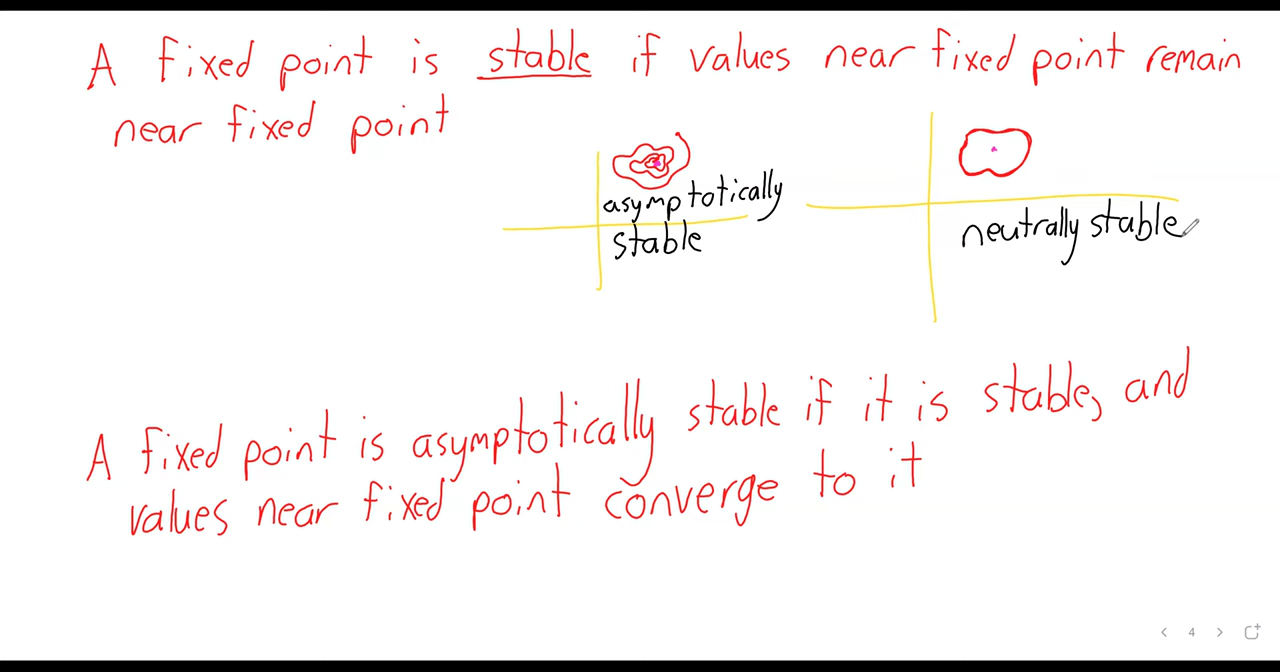 A fixed point is stable if values near fixed point remain
near fixed point
asymptotically
stable
neutrally stable
A fixed point is asymptotically stable if it is stable, and
values near fixed point converge to it
4